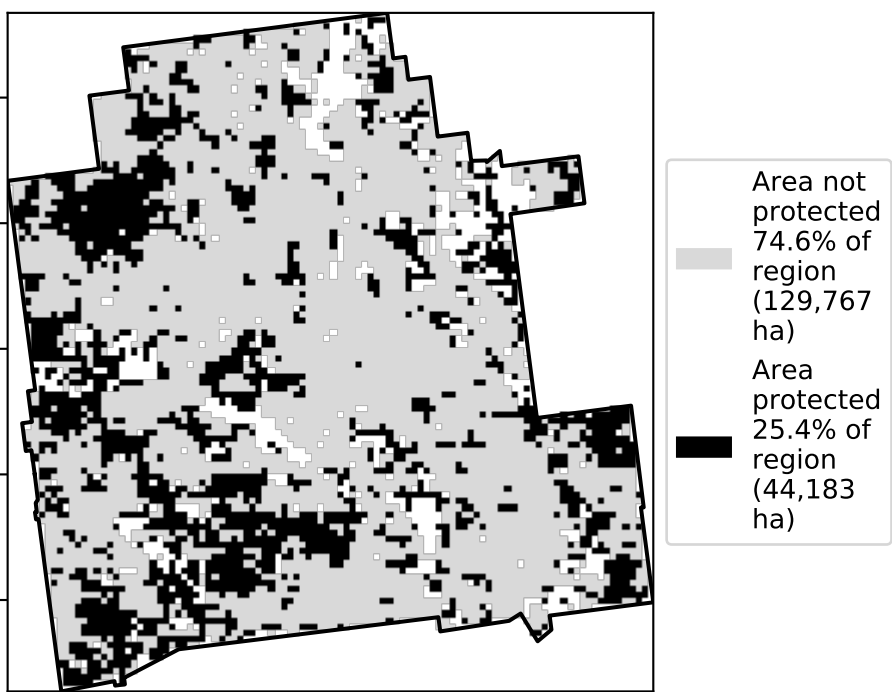 Area not
protected
74.6% of
region
(129,767
ha)
Area
protected
25.4% of
region
(44,183
ha)